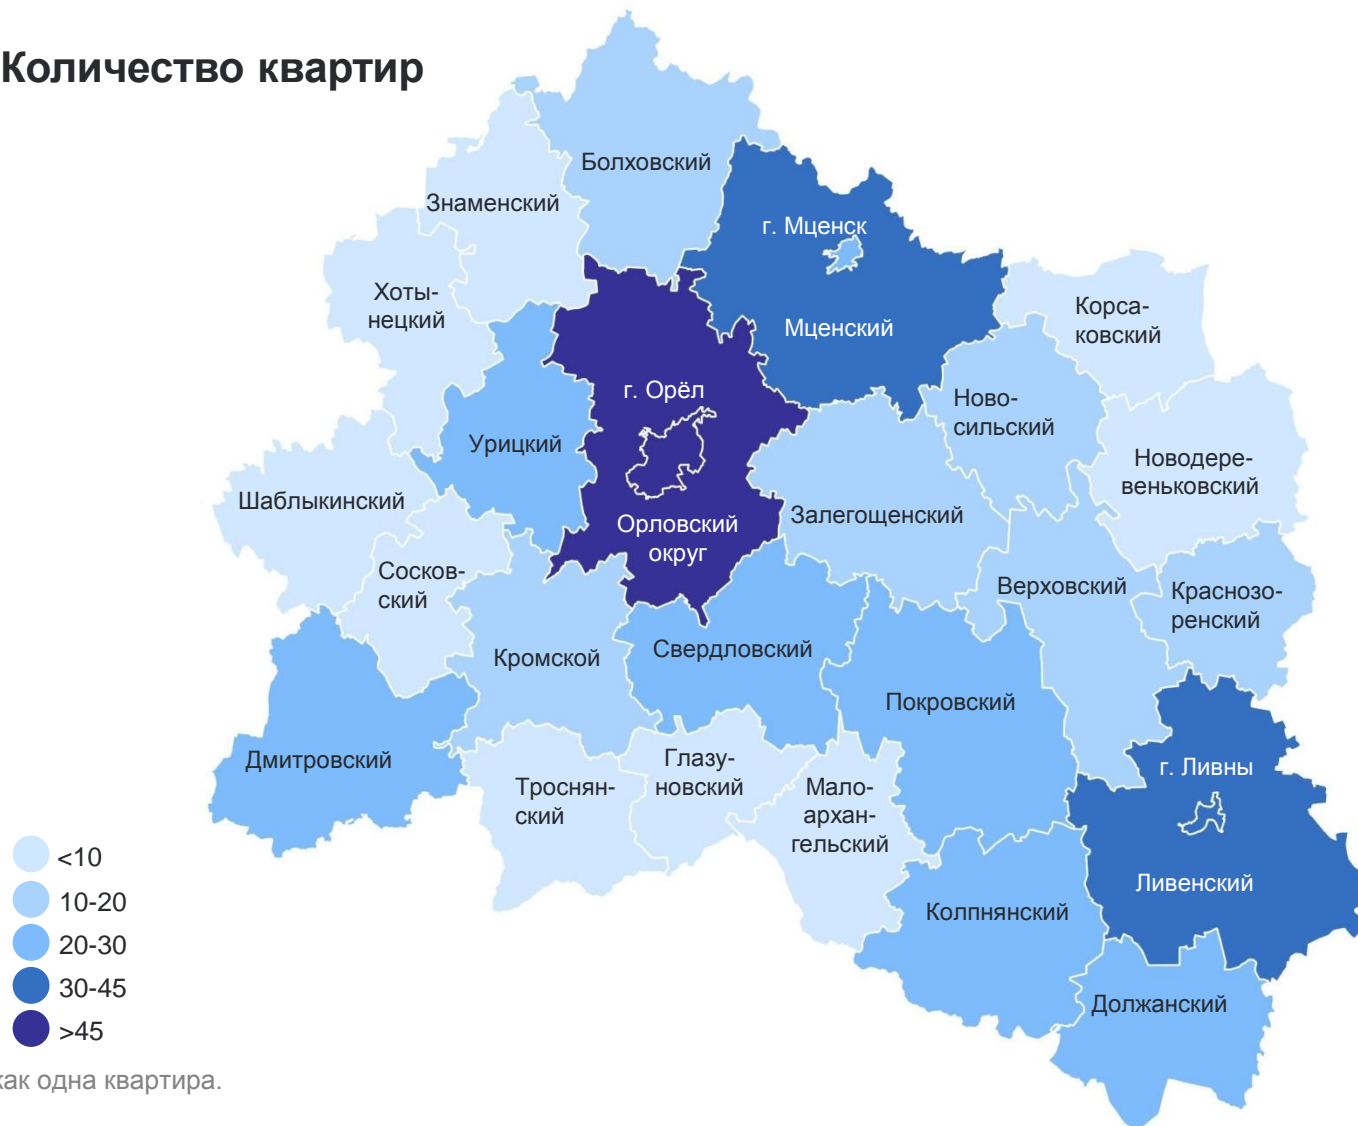 Количество квартир
Болховский
Знаменский
г. Мценск
Хоты-
нецкий
Мценский
Корса-
ковский
г. Орёл
Ново-
сильский
Урицкий
Новодере-
веньковский
Шаблыкинский
Залегощенский
Орловский
округ
Сосков-
ский
Верховский
Краснозо-
ренский
Кромской
Свердловский
Покровский
Дмитровский
Глазу-
новский
г. Ливны
Троснян-
ский
Мало-
архан-
гельский
Ливенский
Колпнянский
Должанский
<10
10-20
20-30
30-45
>45
как одна квартира.